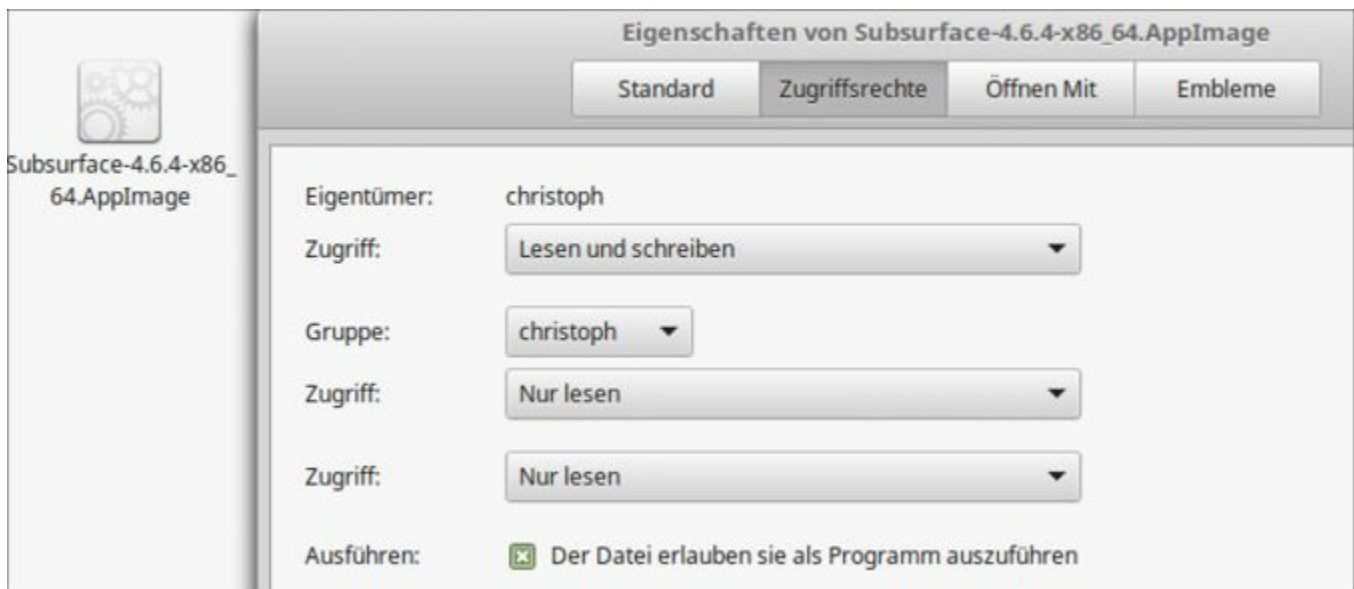 Eigenschaften von Subsurface-4.6.4-x86_64.AppImage
Standard Zugriffsrechte Öffnen Mit Embleme
Subsurface-4.6.4-x86_
64.AppImage
Eigentümer: christoph
Zugriff: Lesen und schreiben
Gruppe: christoph
Zugriff: Nur lesen
Zugriff: Nur lesen
Ausführen: Der Datei erlauben sie als Programm auszuführen